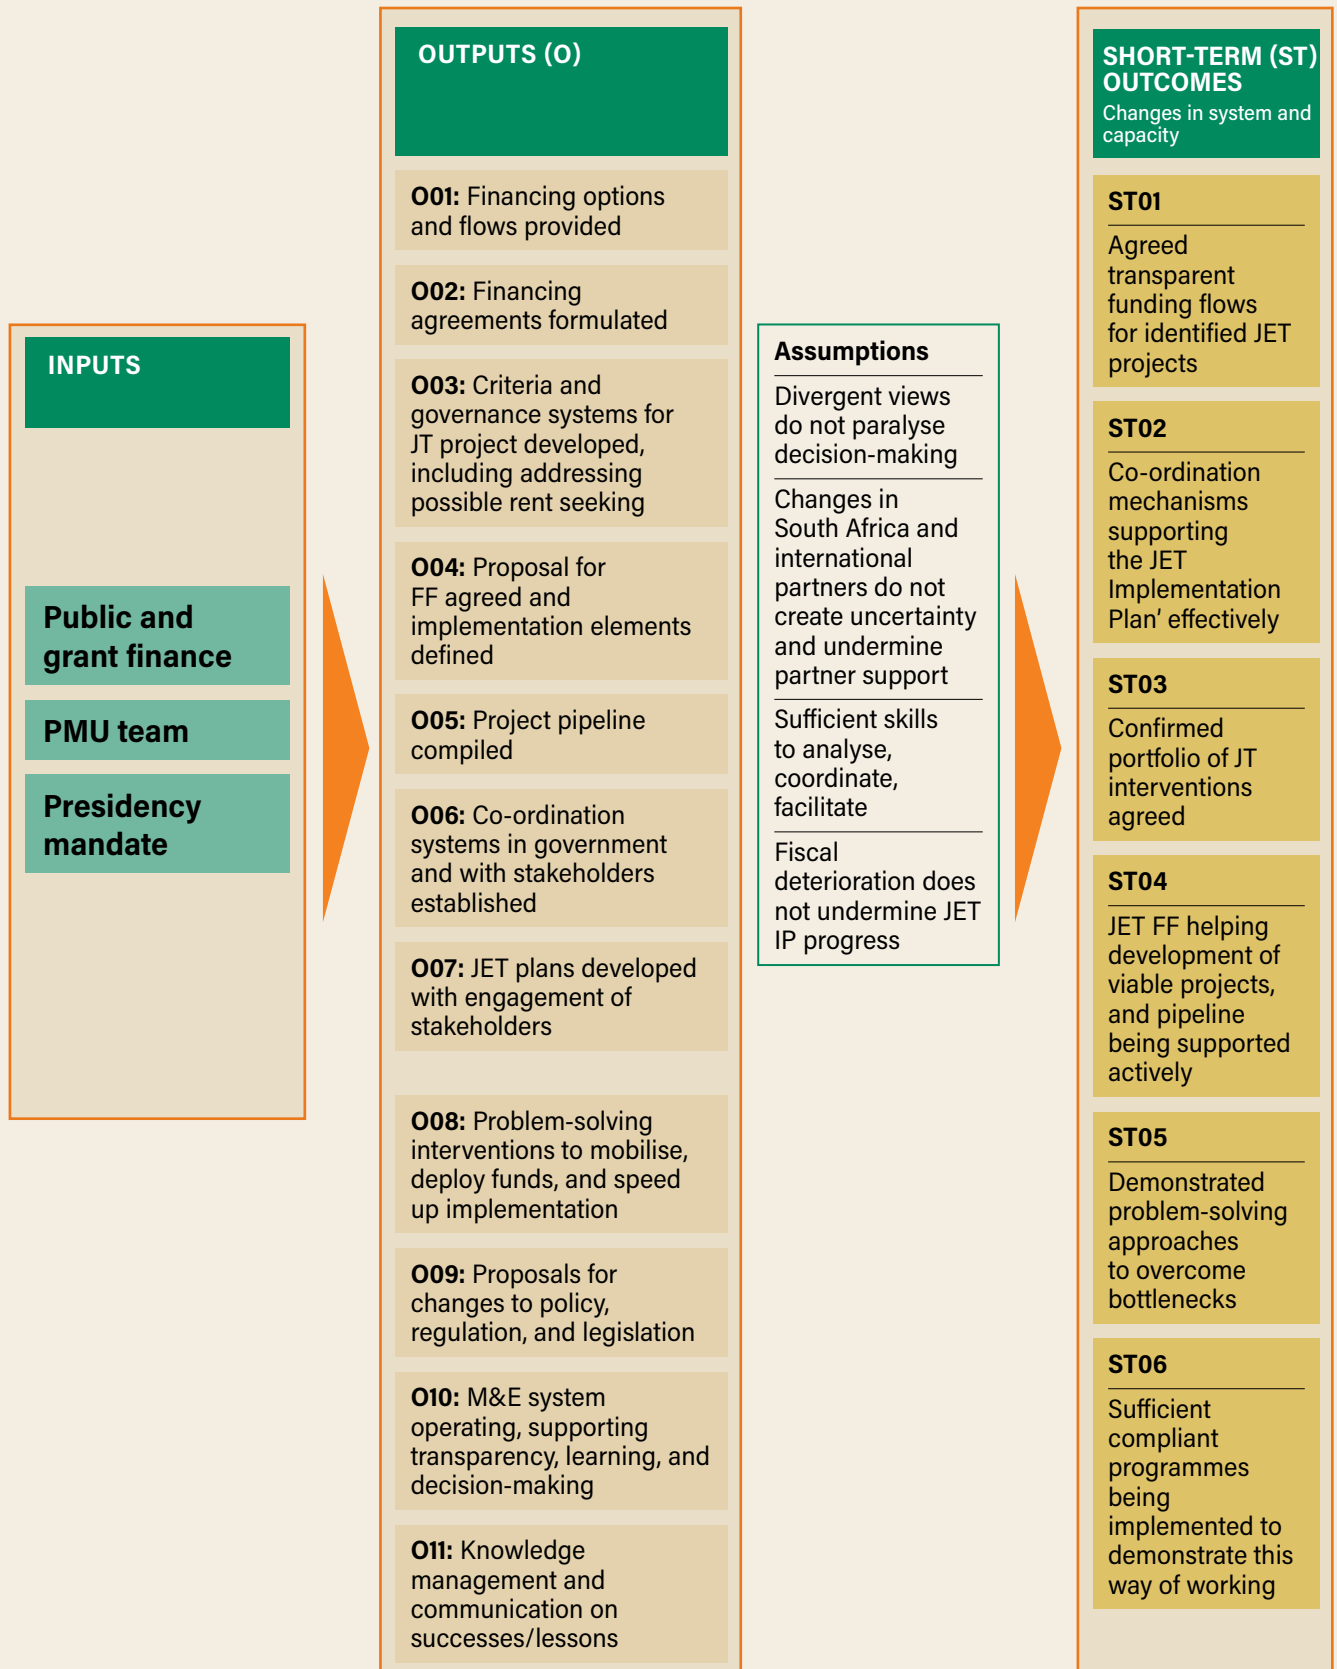 INPUTS
Public and
grant finance
PMU team
Presidency
mandate
OUTPUTS (O)
O01: Financing options
and flows provided
O02: Financing
agreements formulated
O03: Criteria and
governance systems for
JT project developed,
including addressing
possible rent seeking
O04: Proposal for
FF agreed and
implementation elements
defined
O05: Project pipeline
compiled
O06: Co-ordination
systems in government
and with stakeholders
established
O07: JET plans developed
with engagement of
stakeholders
O08: Problem-solving
interventions to mobilise,
deploy funds, and speed
up implementation
O09: Proposals for
changes to policy,
regulation, and legislation
O10: M&E system
operating, supporting
transparency, learning, and
decision-making
O11: Knowledge
management and
communication on
successes/lessons
Assumptions
Divergent views
do not paralyse
decision-making
Changes in
South Africa and
international
partners do not
create uncertainty
and undermine
partner support
Sufficient skills
to analyse,
coordinate,
facilitate
Fiscal
deterioration does
not undermine JET
IP progress
SHORT-TERM (ST)
OUTCOMES
Changes in system and
capacity
ST01
Agreed
transparent
funding flows
for identified JET
projects
ST02
Co-ordination
mechanisms
supporting
the JET
Implementation
Plan’ effectively
ST03
Confirmed
portfolio of JT
interventions
agreed
ST04
JET FF helping
development of
viable projects,
and pipeline
being supported
actively
ST05
Demonstrated
problem-solving
approaches
to overcome
bottlenecks
ST06
Sufficient
compliant
programmes
being
implemented to
demonstrate this
way of working